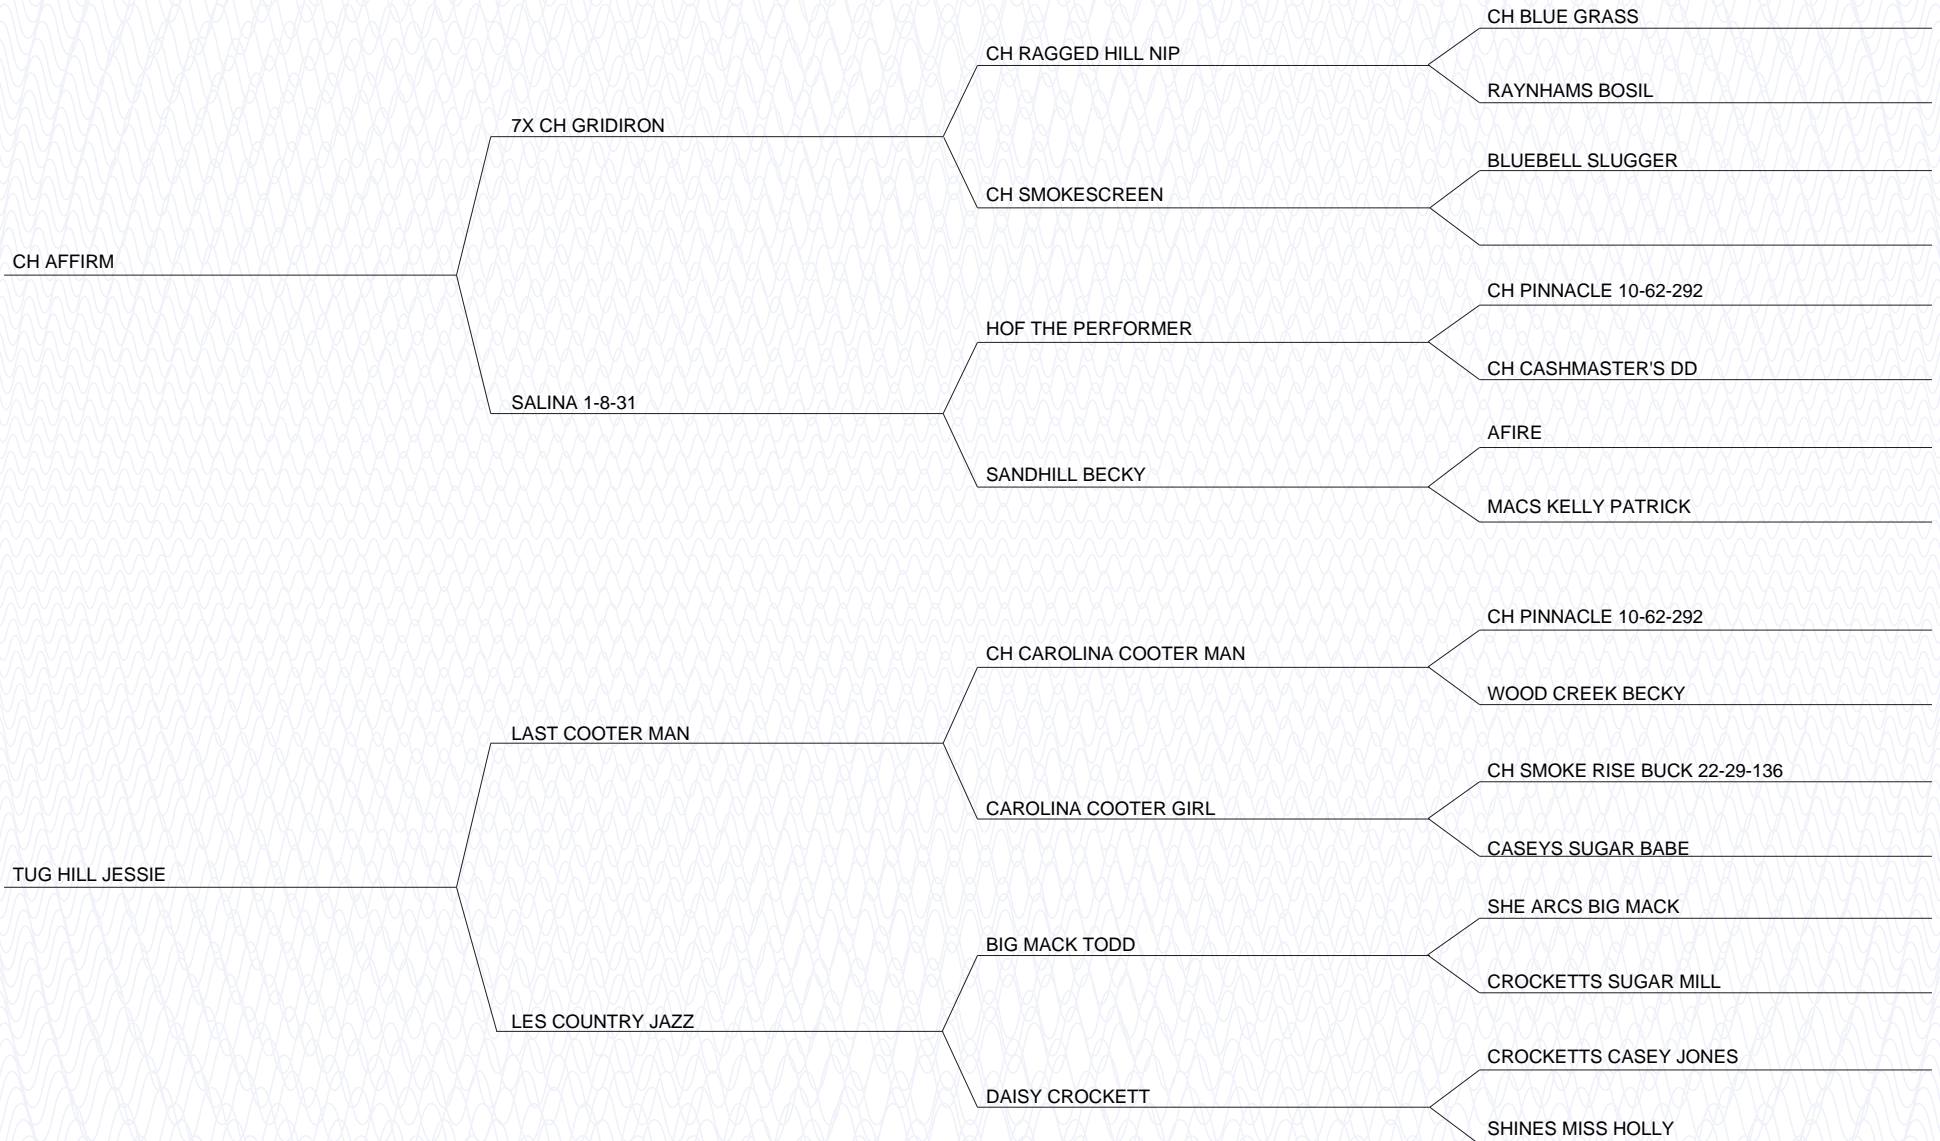 CH BLUE GRASS
CH RAGGED HILL NIP
RAYNHAMS BOSIL
7X CH GRIDIRON
BLUEBELL SLUGGER
CH SMOKESCREEN
CH AFFIRM
CH PINNACLE 10-62-292
HOF THE PERFORMER
CH CASHMASTER'S DD
SALINA 1-8-31
AFIRE
SANDHILL BECKY
MACS KELLY PATRICK
CH PINNACLE 10-62-292
CH CAROLINA COOTER MAN
WOOD CREEK BECKY
LAST COOTER MAN
CH SMOKE RISE BUCK 22-29-136
CAROLINA COOTER GIRL
CASEYS SUGAR BABE
TUG HILL JESSIE
SHE ARCS BIG MACK
BIG MACK TODD
CROCKETTS SUGAR MILL
LES COUNTRY JAZZ
CROCKETTS CASEY JONES
DAISY CROCKETT
SHINES MISS HOLLY